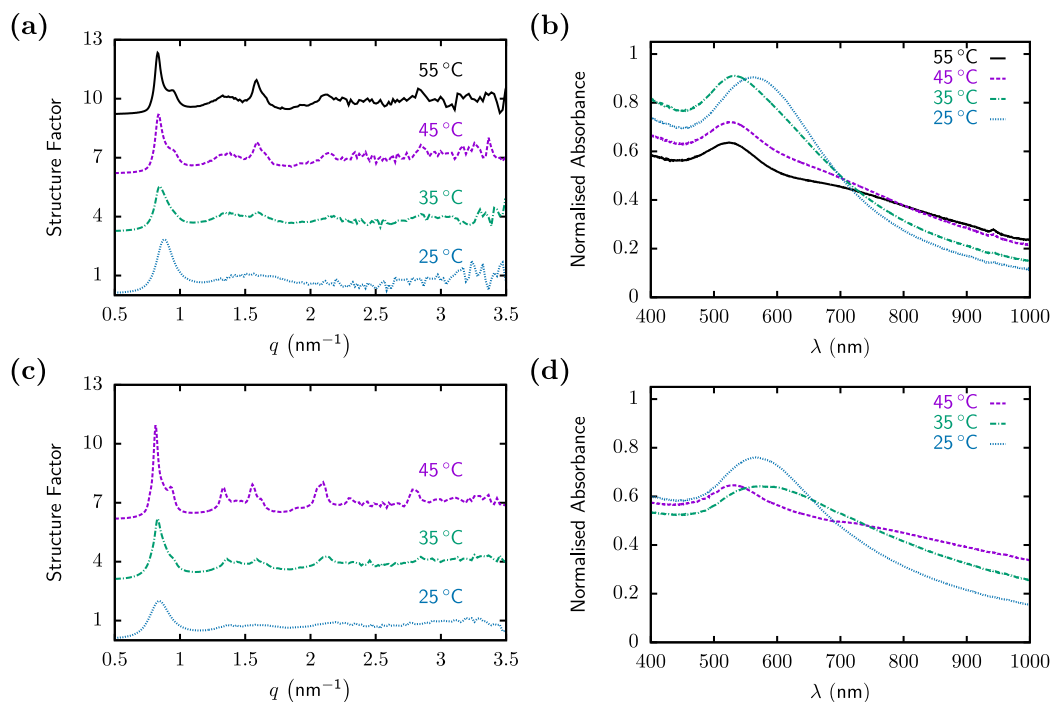 (a)
13
10
7
4
1
Structure Factor
55 °C
45 °C
35 °C
25 °C
0.5 1 1.5 2 2.5 3 3.5
q (nm⁻¹)
(b)
1
0.8
0.6
0.4
0.2
0
Normalised Absorbance
55 °C
45 °C
35 °C
25 °C
400 500 600 700 800 900 1000
λ (nm)
(c)
13
10
7
4
1
Structure Factor
45 °C
35 °C
25 °C
0.5 1 1.5 2 2.5 3 3.5
q (nm⁻¹)
(d)
1
0.8
0.6
0.4
0.2
0
Normalised Absorbance
45 °C
35 °C
25 °C
400 500 600 700 800 900 1000
λ (nm)